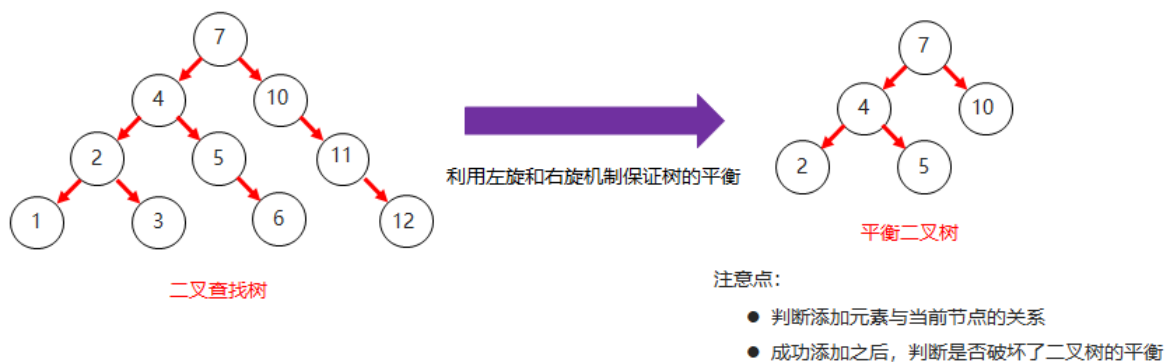 7
7
4
10
4
10
2
5
11
利用左旋和右旋机制保证树的平衡
2
5
1
3
6
12
平衡二叉树
二叉查找树
注意点：
● 判断添加元素与当前节点的关系
● 成功添加之后，判断是否破坏了二叉树的平衡